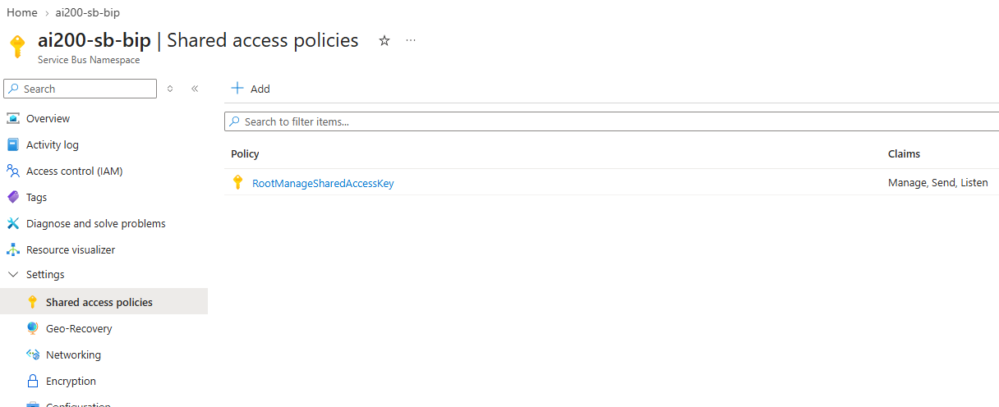 Home > ai200-sb-bip
ai200-sb-bip | Shared access policies
Service Bus Namespace
Search
Add
Overview
Search to filter items...
Activity log
Policy Claims
Access control (IAM)
RootManageSharedAccessKey Manage, Send, Listen
Tags
Diagnose and solve problems
Resource visualizer
Settings
Shared access policies
Geo-Recovery
Networking
Encryption
Configuration